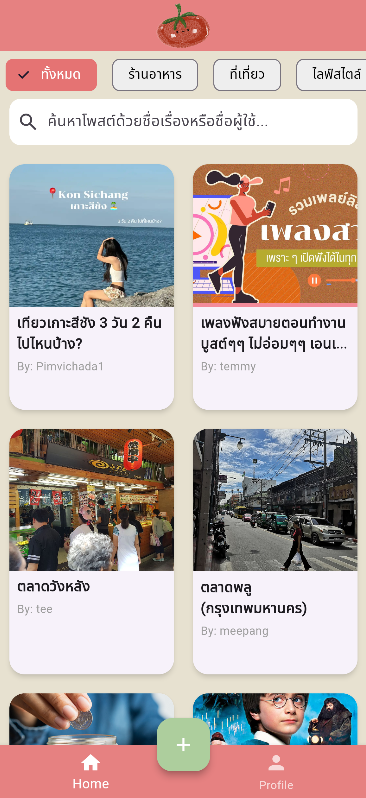 ทั้งหมด
ร้านอาหาร
ที่เที่ยว
ไลฟ์สไตล์
ค้นหาโพสต์ด้วยชื่อเรื่องหรือชื่อผู้ใช้...
Kon Sichang
เกาะสีชัง
รวมเพลย์ลิส
เพลงส
เพราะ ๆ เปิดฟังได้ในทุก
เที่ยวเกาะสีชัง 3 วัน 2 คืน
ไปไหนบ้าง?
By: Pimvichada1
เพลงฟังสบายตอนทำงาน
บูสต์ๆๆ ไม่อ่อมๆๆ เอนเ...
By: temmy
ตลาดวังหลัง
By: tee
ตลาดพลู
(กรุงเทพมหานคร)
By: meepang
+
Home
Profile